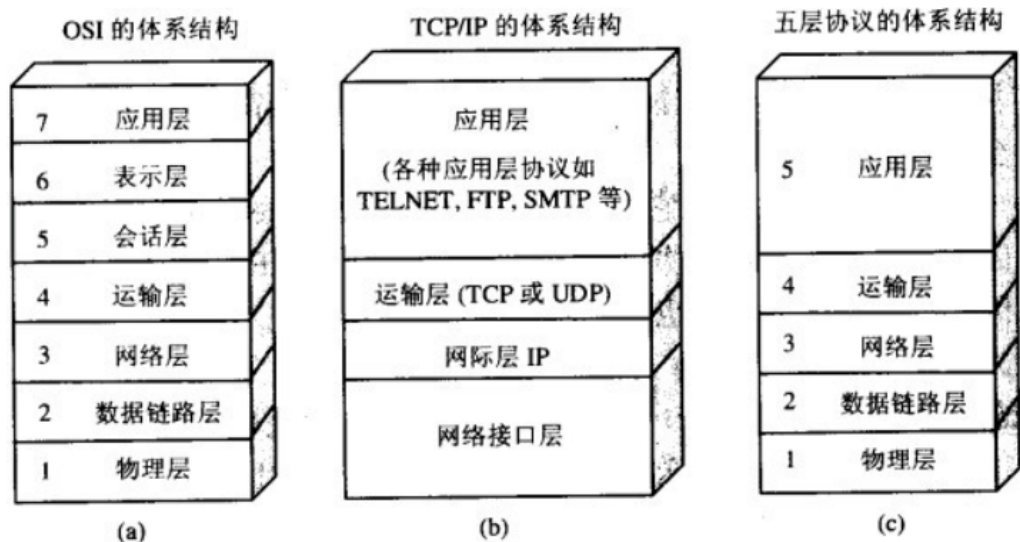 OSI 的体系结构
7 应用层
6 表示层
5 会话层
4 运输层
3 网络层
2 数据链路层
1 物理层
(a)
TCP/IP 的体系结构
应用层
(各种应用层协议如
TELNET, FTP, SMTP 等)
运输层 (TCP 或 UDP)
网际层 IP
网络接口层
(b)
五层协议的体系结构
5 应用层
4 运输层
3 网络层
2 数据链路层
1 物理层
(c)